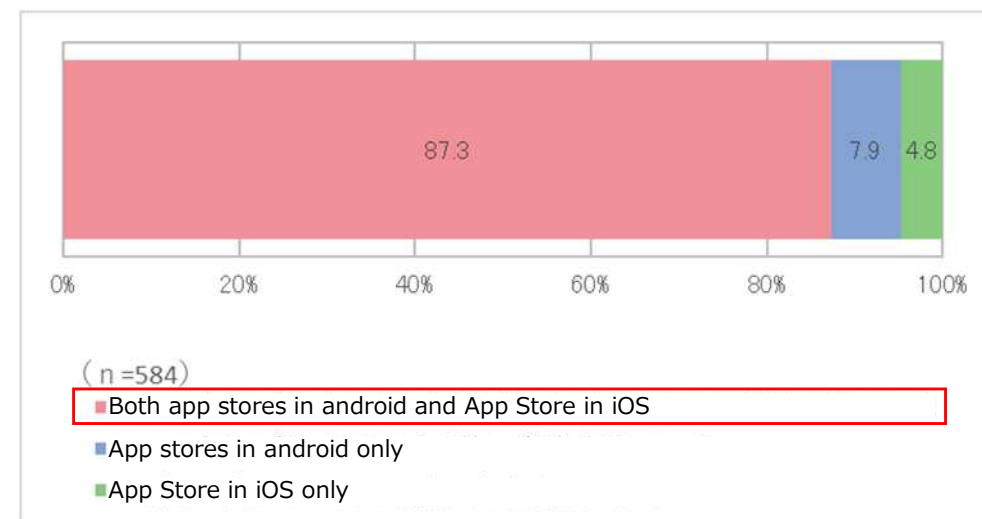 87.3 7.9 4.8
0% 20% 40% 60% 80% 100%
（n=584）
■Both app stores in android and App Store in iOS
■App stores in android only
■App Store in iOS only